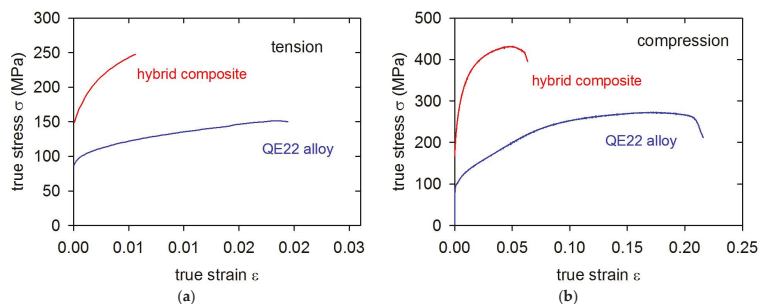 true stress σ (MPa)
300
250
200
150
100
50
0
tension
hybrid composite
QE22 alloy
0.00 0.01 0.01 0.02 0.02 0.03
true strain ε
(a)
true stress σ (MPa)
500
400
300
200
100
0
compression
hybrid composite
QE22 alloy
0.00 0.05 0.10 0.15 0.20 0.25
true strain ε
(b)